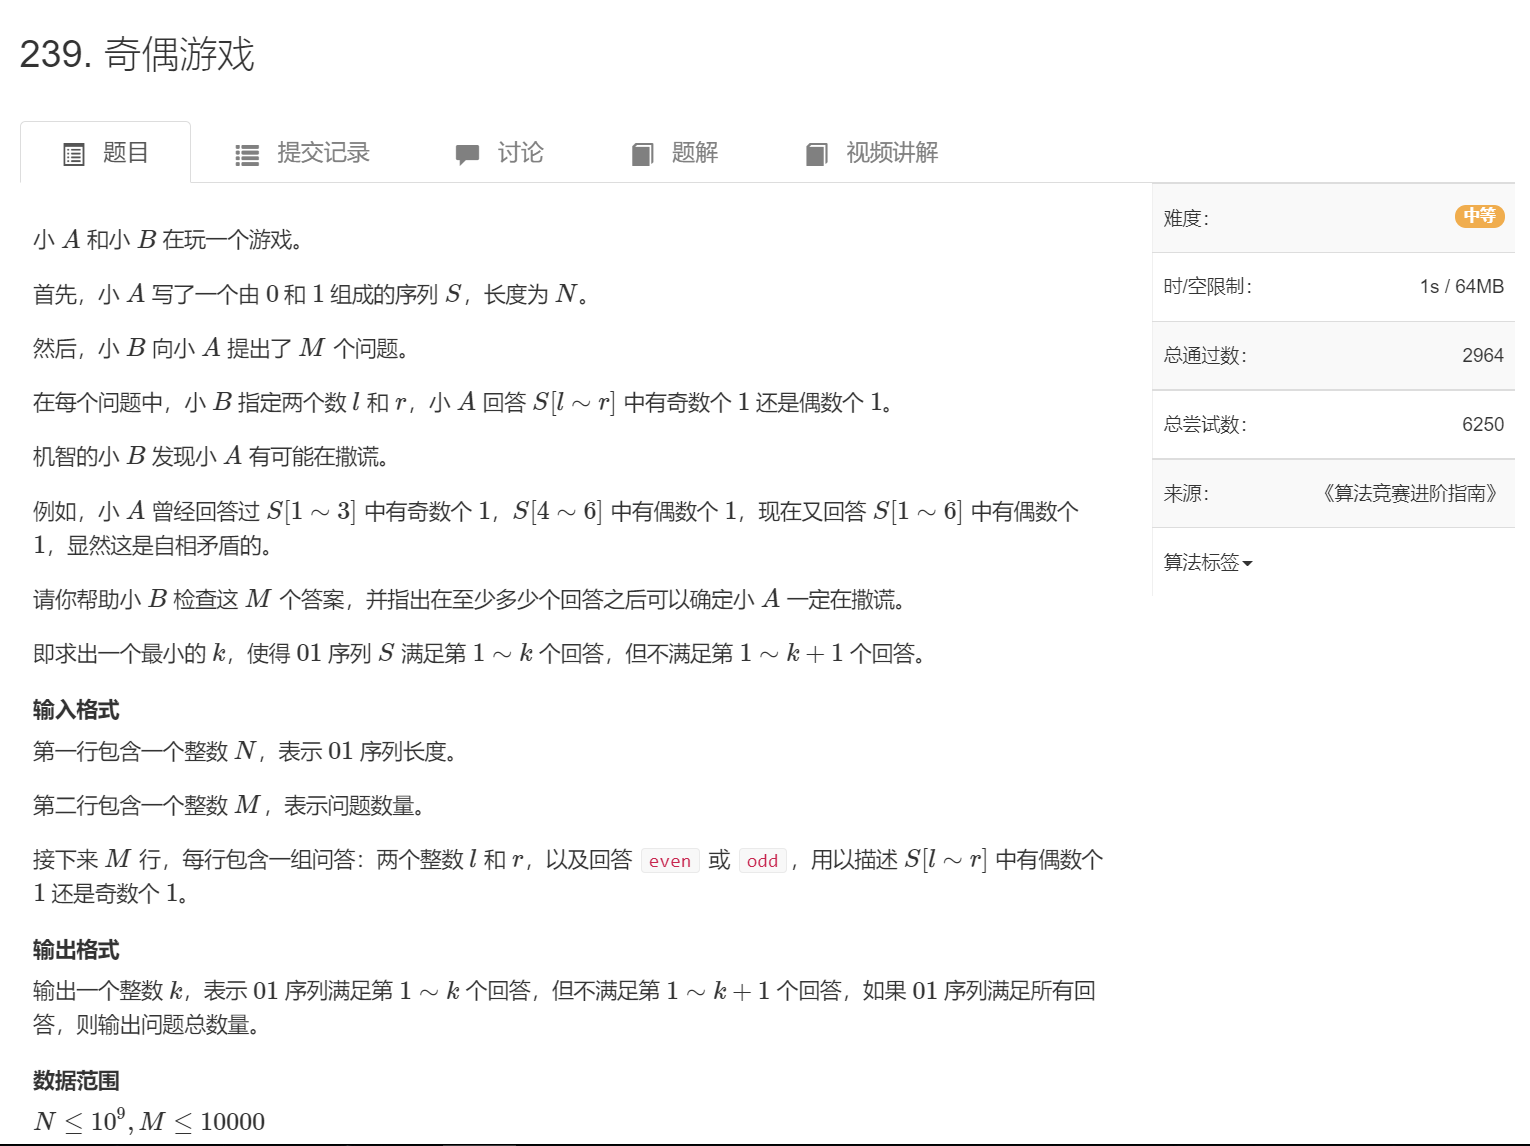 239. 奇偶游戏
题目 提交记录 讨论 题解 视频讲解
小 A 和小 B 在玩一个游戏。
首先，小 A 写了一个由 0 和 1 组成的序列 S，长度为 N。
然后，小 B 向小 A 提出了 M 个问题。
在每个问题中，小 B 指定两个数 l 和 r，小 A 回答 S[l ∼ r] 中有奇数个 1 还是偶数个 1。
机智的小 B 发现小 A 有可能在撒谎。
例如，小 A 曾经回答过 S[1 ∼ 3] 中有奇数个 1，S[4 ∼ 6] 中有偶数个 1，现在又回答 S[1 ∼ 6] 中有偶数个
1，显然这是自相矛盾的。
请你帮助小 B 检查这 M 个答案，并指出在至少多少个回答之后可以确定小 A 一定在撒谎。
即求出一个最小的 k，使得 01 序列 S 满足第 1 ∼ k 个回答，但不满足第 1 ∼ k + 1 个回答。
输入格式
第一行包含一个整数 N，表示 01 序列长度。
第二行包含一个整数 M，表示问题数量。
接下来 M 行，每行包含一组问答：两个整数 l 和 r，以及回答 even 或 odd，用以描述 S[l ∼ r] 中有偶数个
1 还是奇数个 1。
输出格式
输出一个整数 k，表示 01 序列满足第 1 ∼ k 个回答，但不满足第 1 ∼ k + 1 个回答，如果 01 序列满足所有回
答，则输出问题总数量。
数据范围
N ≤ 10⁹, M ≤ 10000
难度： 中等
时/空限制： 1s / 64MB
总通过数： 2964
总尝试数： 6250
来源： 《算法竞赛进阶指南》
算法标签